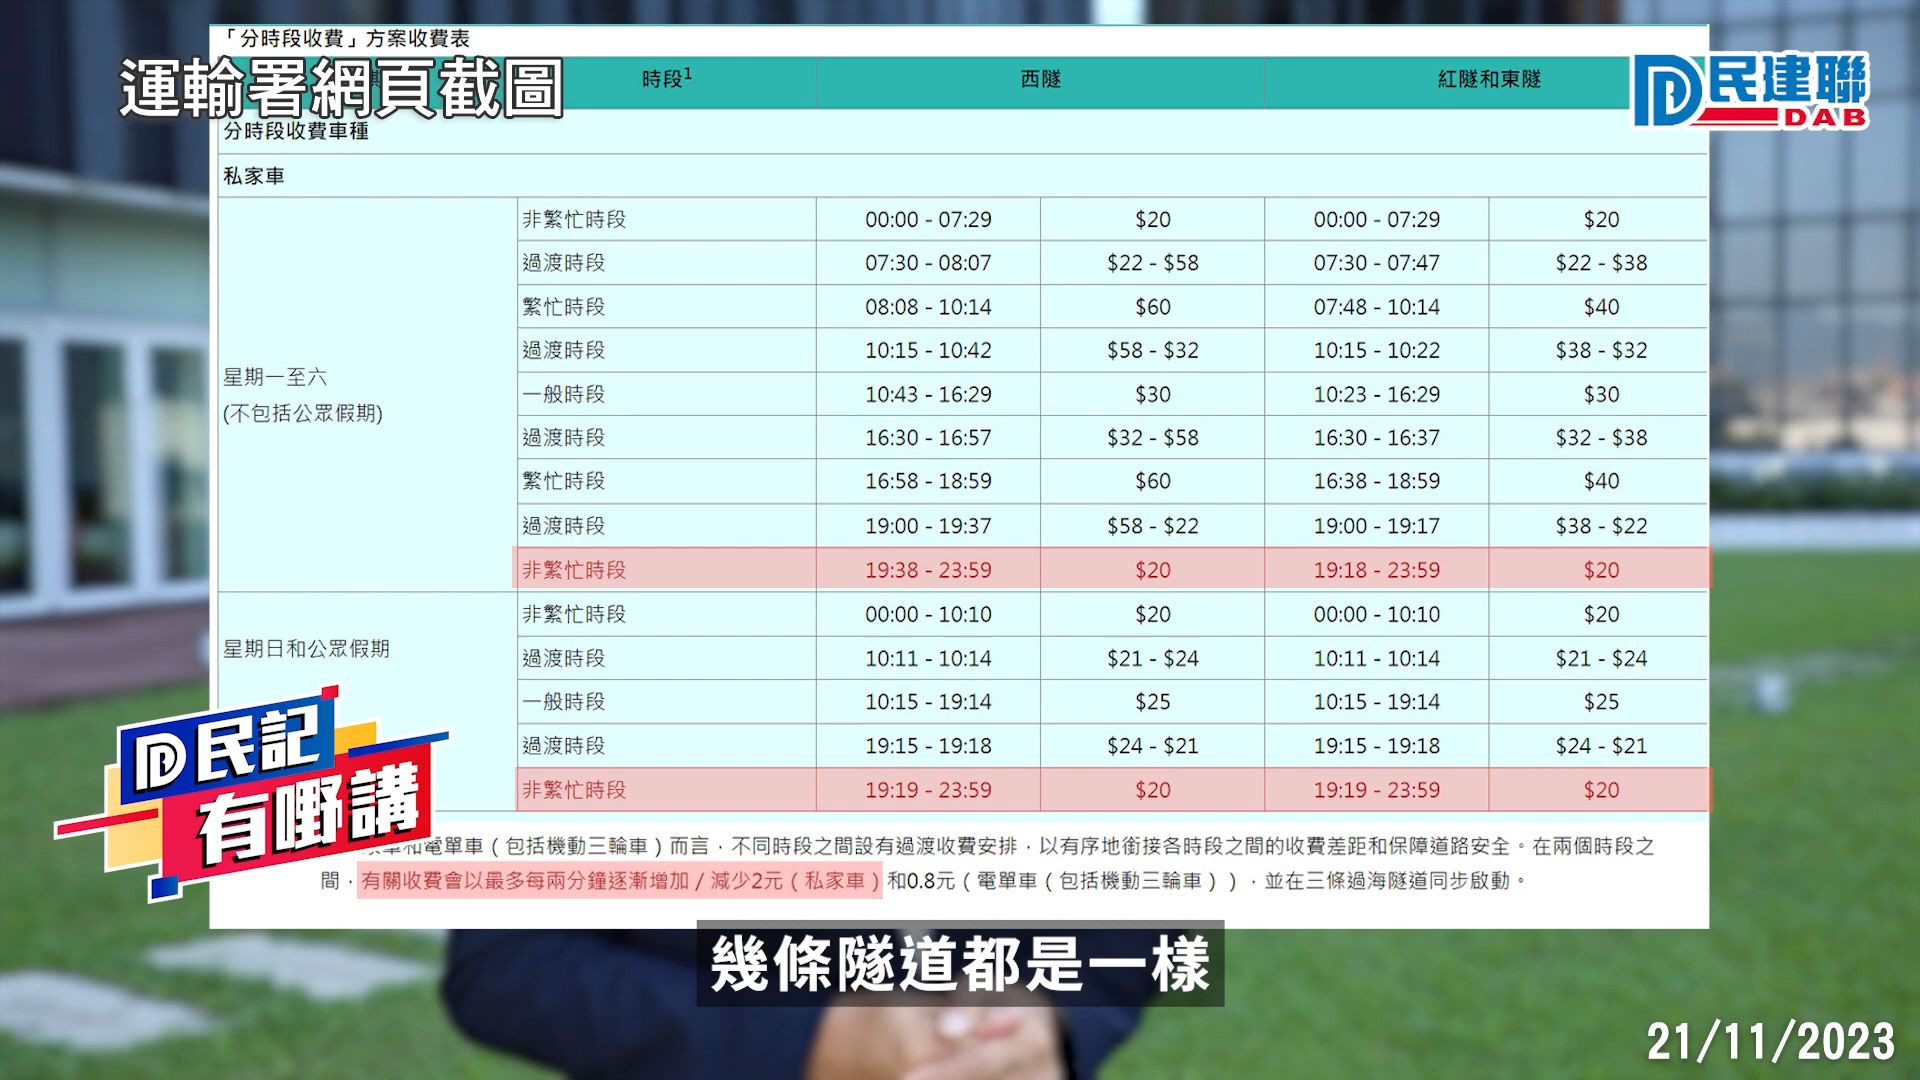 「分時段收費」方案收費表
運輸署網頁截圖
時段1 西隧 紅隧和東隧
民建聯
DAB
分時段收費車種
私家車
星期一至六
(不包括公眾假期)
非繁忙時段 00:00 - 07:29 $20 00:00 - 07:29 $20
過渡時段 07:30 - 08:07 $22 - $58 07:30 - 07:47 $22 - $38
繁忙時段 08:08 - 10:14 $60 07:48 - 10:14 $40
過渡時段 10:15 - 10:42 $58 - $32 10:15 - 10:22 $38 - $32
一般時段 10:43 - 16:29 $30 10:23 - 16:29 $30
過渡時段 16:30 - 16:57 $32 - $58 16:30 - 16:37 $32 - $38
繁忙時段 16:58 - 18:59 $60 16:38 - 18:59 $40
過渡時段 19:00 - 19:37 $58 - $22 19:00 - 19:17 $38 - $22
非繁忙時段 19:38 - 23:59 $20 19:18 - 23:59 $20
星期日和公眾假期
非繁忙時段 00:00 - 10:10 $20 00:00 - 10:10 $20
過渡時段 10:11 - 10:14 $21 - $24 10:11 - 10:14 $21 - $24
一般時段 10:15 - 19:14 $25 10:15 - 19:14 $25
過渡時段 19:15 - 19:18 $24 - $21 19:15 - 19:18 $24 - $21
非繁忙時段 19:19 - 23:59 $20 19:19 - 23:59 $20
民記
有嘢講
車和電單車（包括機動三輪車）而言，不同時段之間設有過渡收費安排，以有序地銜接各時段之間的收費差距和保障道路安全。在兩個時段之
間，有關收費會以最多每兩分鐘逐漸增加 / 減少2元（私家車）和0.8元（電單車（包括機動三輪車）），並在三條過海隧道同步啟動。
幾條隧道都是一樣
21/11/2023